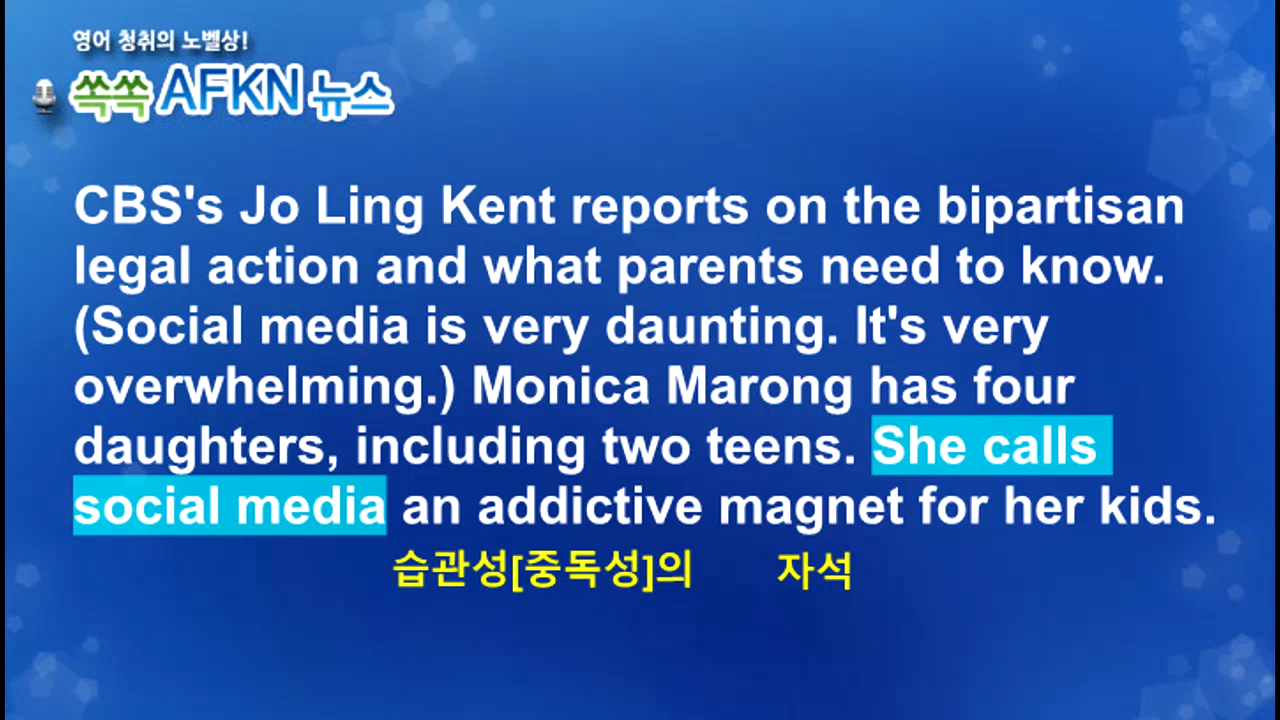 영어 청취의 노벨상!
쏙쏙 AFKN 뉴스
CBS's Jo Ling Kent reports on the bipartisan
legal action and what parents need to know.
(Social media is very daunting. It's very
overwhelming.) Monica Marong has four
daughters, including two teens. She calls
social media an addictive magnet for her kids.
습관성[중독성]의 자석